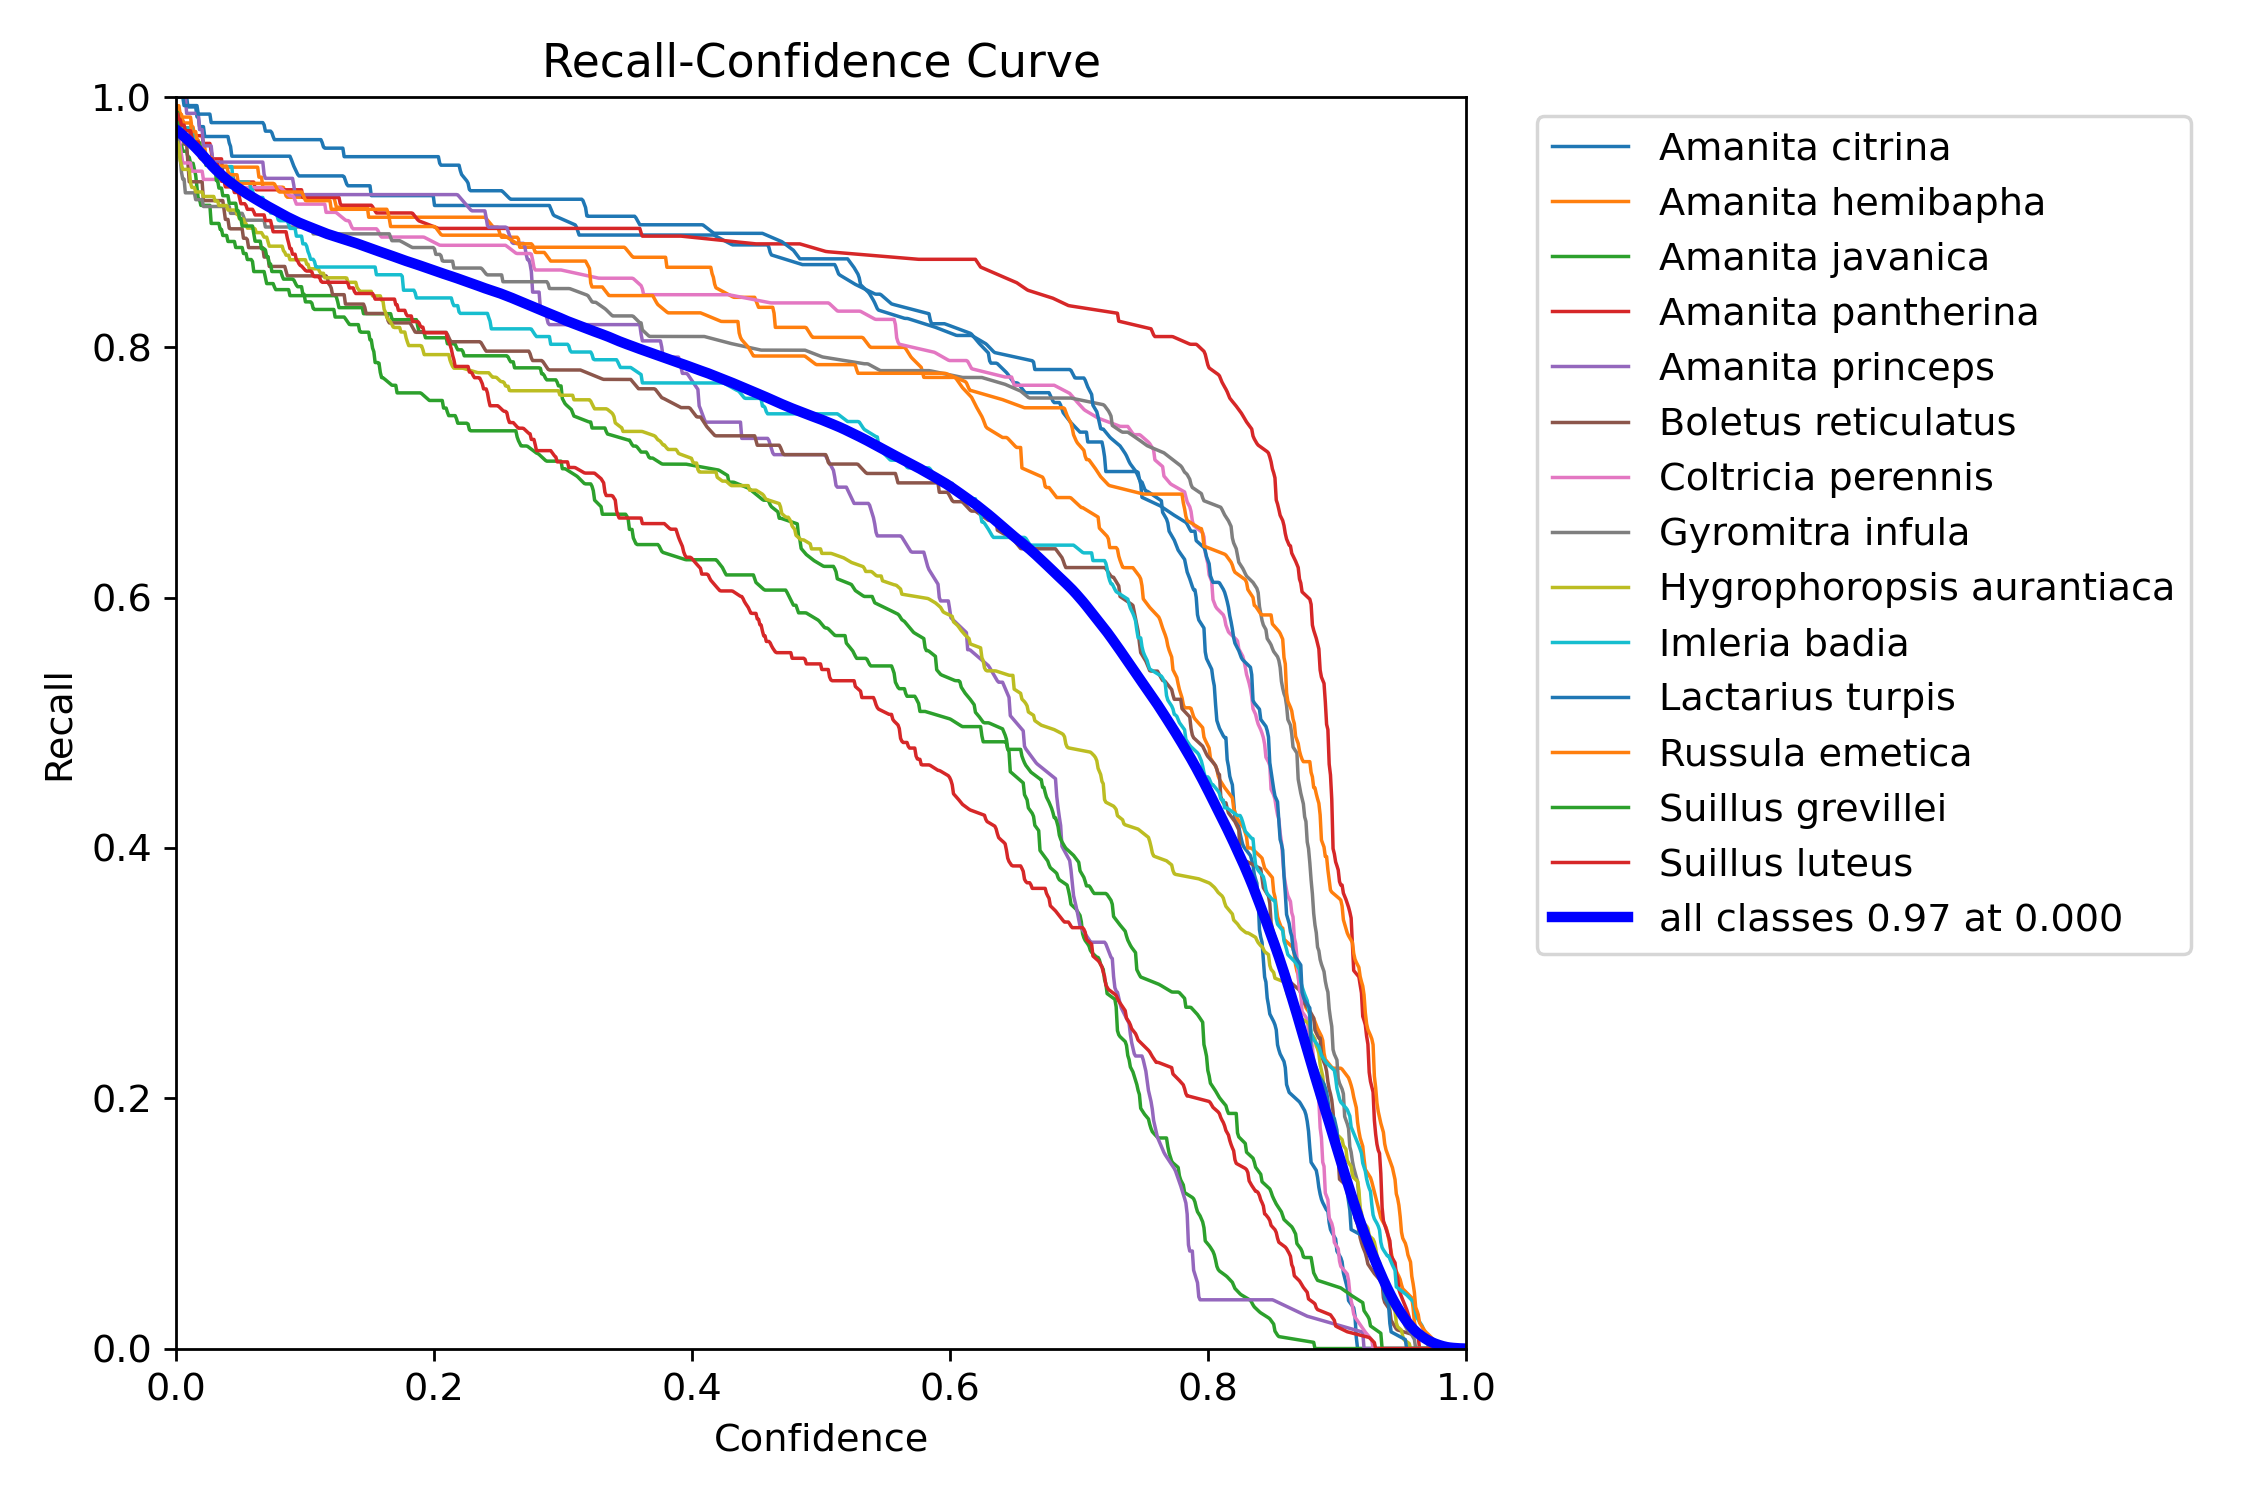 Recall-Confidence Curve
1.0
0.8
0.6
0.4
0.2
0.0
Recall
0.0 0.2 0.4 0.6 0.8 1.0
Confidence
Amanita citrina
Amanita hemibapha
Amanita javanica
Amanita pantherina
Amanita princeps
Boletus reticulatus
Coltricia perennis
Gyromitra infula
Hygrophoropsis aurantiaca
Imleria badia
Lactarius turpis
Russula emetica
Suillus grevillei
Suillus luteus
all classes 0.97 at 0.000